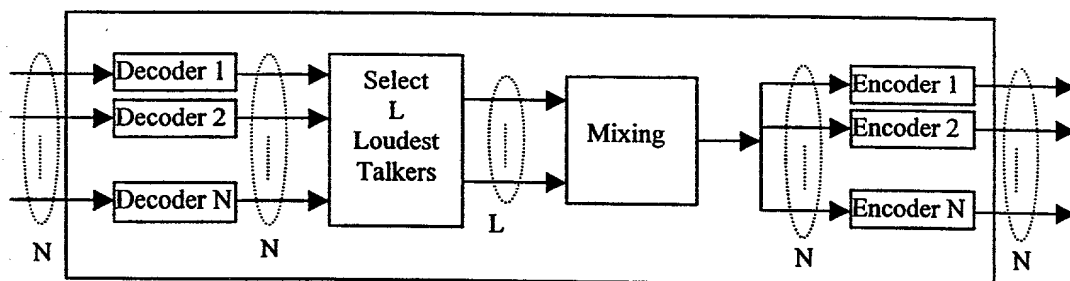 Decoder 1
Decoder 2
Decoder N
N
N
Select
L
Loudest
Talkers
L
Mixing
Encoder 1
Encoder 2
Encoder N
N
N